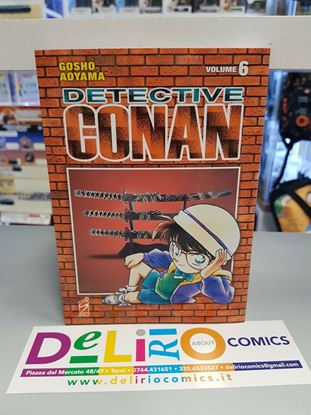 GOSHO
AOYAMA
VOLUME 6
DETECTIVE
CONAN
DeLiRiO
ABOUT
COMICS
Piazza del Mercato 48/49 • Terni • 0744.431651 • 335.6533527 • deliriocomics@gmail.com
www.deliriocomics.it